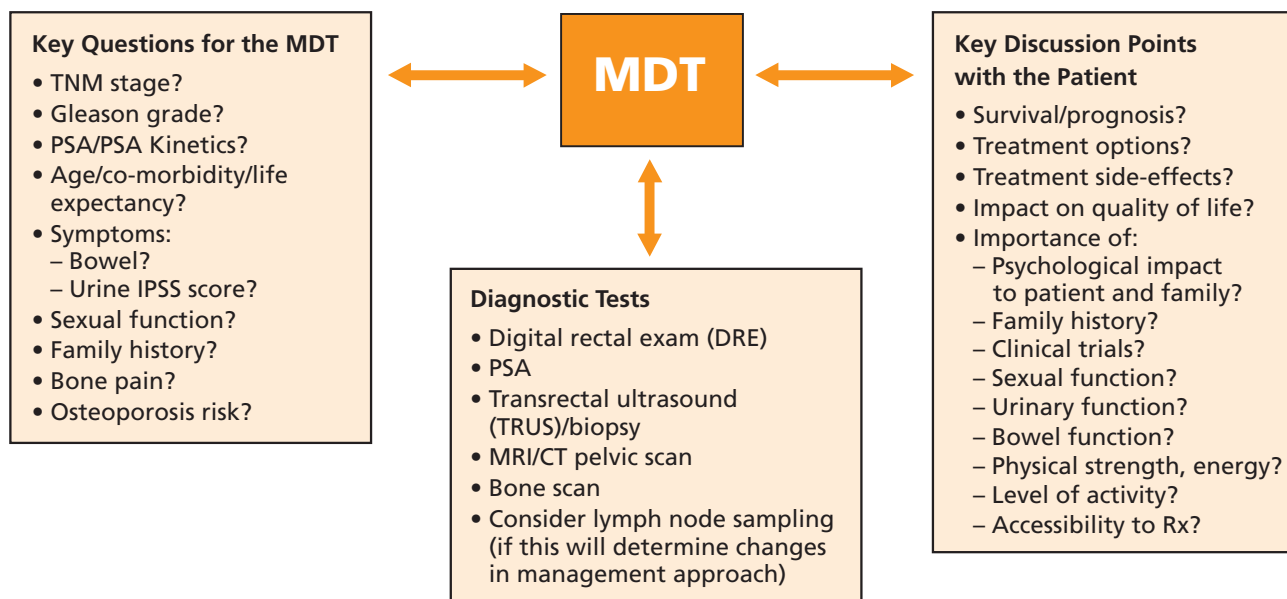 Key Questions for the MDT
• TNM stage?
• Gleason grade?
• PSA/PSA Kinetics?
• Age/co-morbidity/life
expectancy?
• Symptoms:
– Bowel?
– Urine IPSS score?
• Sexual function?
• Family history?
• Bone pain?
• Osteoporosis risk?
MDT
Diagnostic Tests
• Digital rectal exam (DRE)
• PSA
• Transrectal ultrasound
(TRUS)/biopsy
• MRI/CT pelvic scan
• Bone scan
• Consider lymph node sampling
(if this will determine changes
in management approach)
Key Discussion Points
with the Patient
• Survival/prognosis?
• Treatment options?
• Treatment side-effects?
• Impact on quality of life?
• Importance of:
– Psychological impact
to patient and family?
– Family history?
– Clinical trials?
– Sexual function?
– Urinary function?
– Bowel function?
– Physical strength, energy?
– Level of activity?
– Accessibility to Rx?